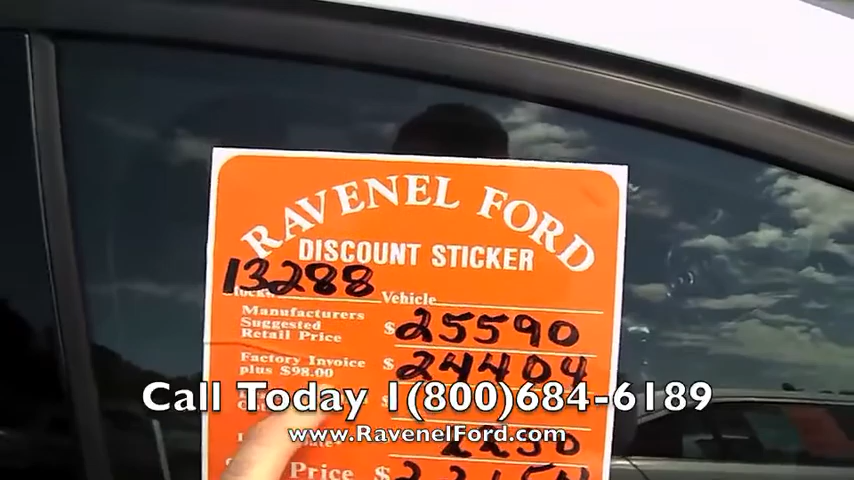 RAVENEL FORD
DISCOUNT STICKER
13288
Stock# Vehicle
Manufacturers
Suggested
Retail Price $25590
Factory Invoice
plus $98.00 $24404
Call Today 1(800)684-6189
www.RavenelFord.com
Price $